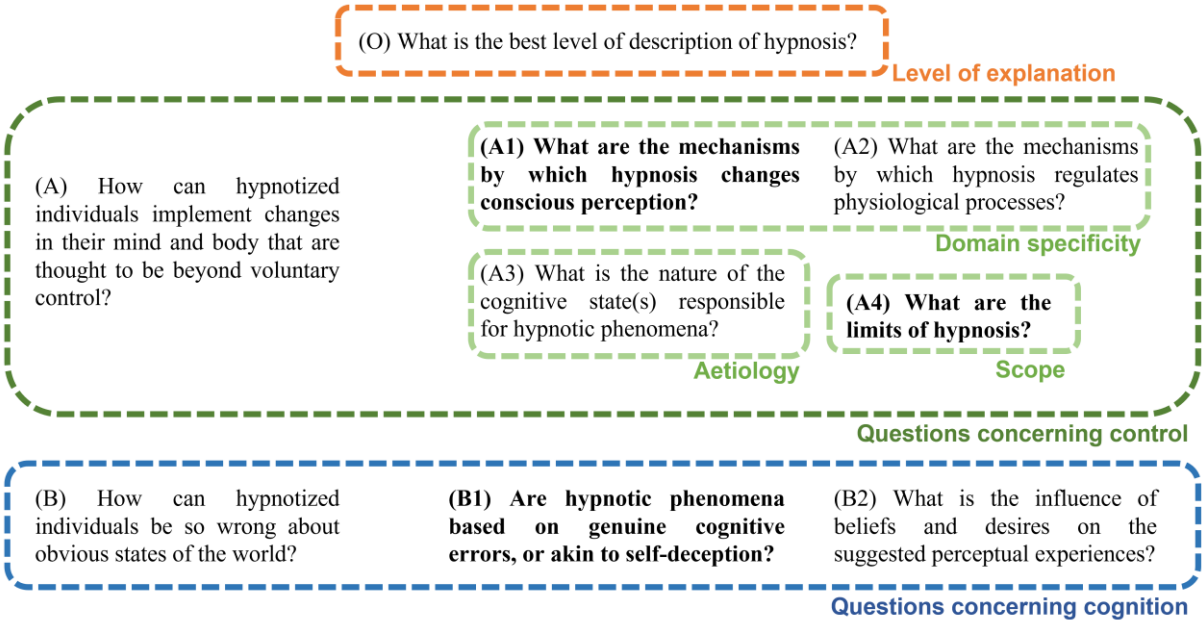 (O) What is the best level of description of hypnosis?
Level of explanation
(A) How can hypnotized
individuals implement changes
in their mind and body that are
thought to be beyond voluntary
control?
(A1) What are the mechanisms
by which hypnosis changes
conscious perception?
(A2) What are the mechanisms
by which hypnosis regulates
physiological processes?
Domain specificity
(A3) What is the nature of the
cognitive state(s) responsible
for hypnotic phenomena?
Aetiology
(A4) What are the
limits of hypnosis?
Scope
Questions concerning control
(B) How can hypnotized
individuals be so wrong about
obvious states of the world?
(B1) Are hypnotic phenomena
based on genuine cognitive
errors, or akin to self-deception?
(B2) What is the influence of
beliefs and desires on the
suggested perceptual experiences?
Questions concerning cognition